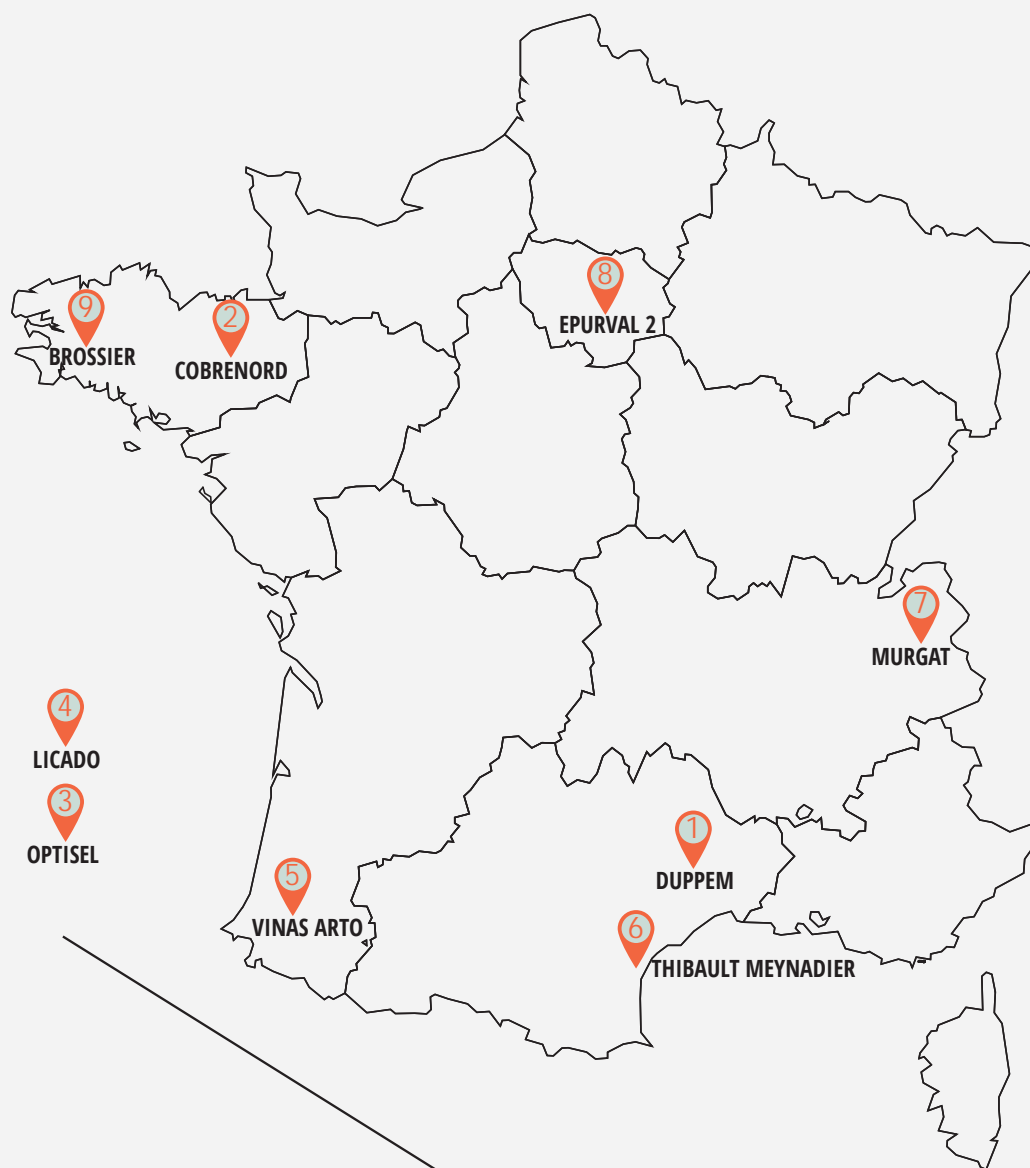 8
EPURVAL 2
9
BROSSIER
2
COBRENORD
7
MURGAT
4
LICADO
3
OPTISEL
1
DUPPEM
5
VINAS ARTO
6
THIBAULT MEYNADIER